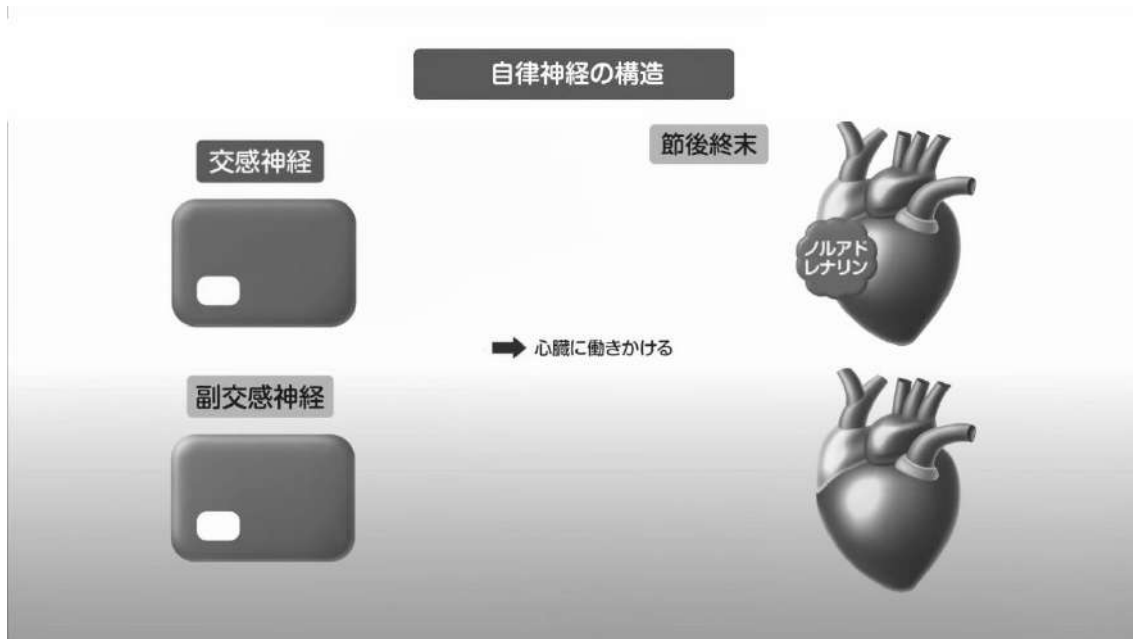 自律神経の構造
交感神経
節後終末
ノルアド
レナリン
➡ 心臓に働きかける
副交感神経